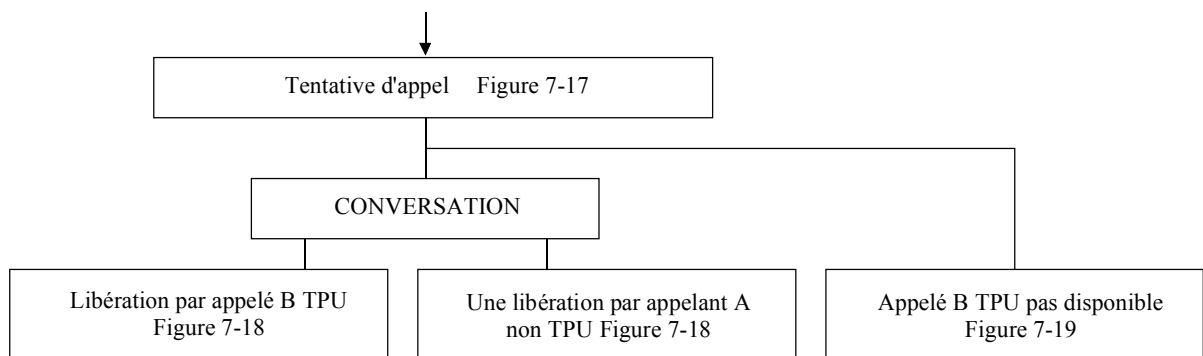 Tentative d'appel Figure 7-17
CONVERSATION
Libération par appelé B TPU
Figure 7-18
Une libération par appelant A
non TPU Figure 7-18
Appelé B TPU pas disponible
Figure 7-19